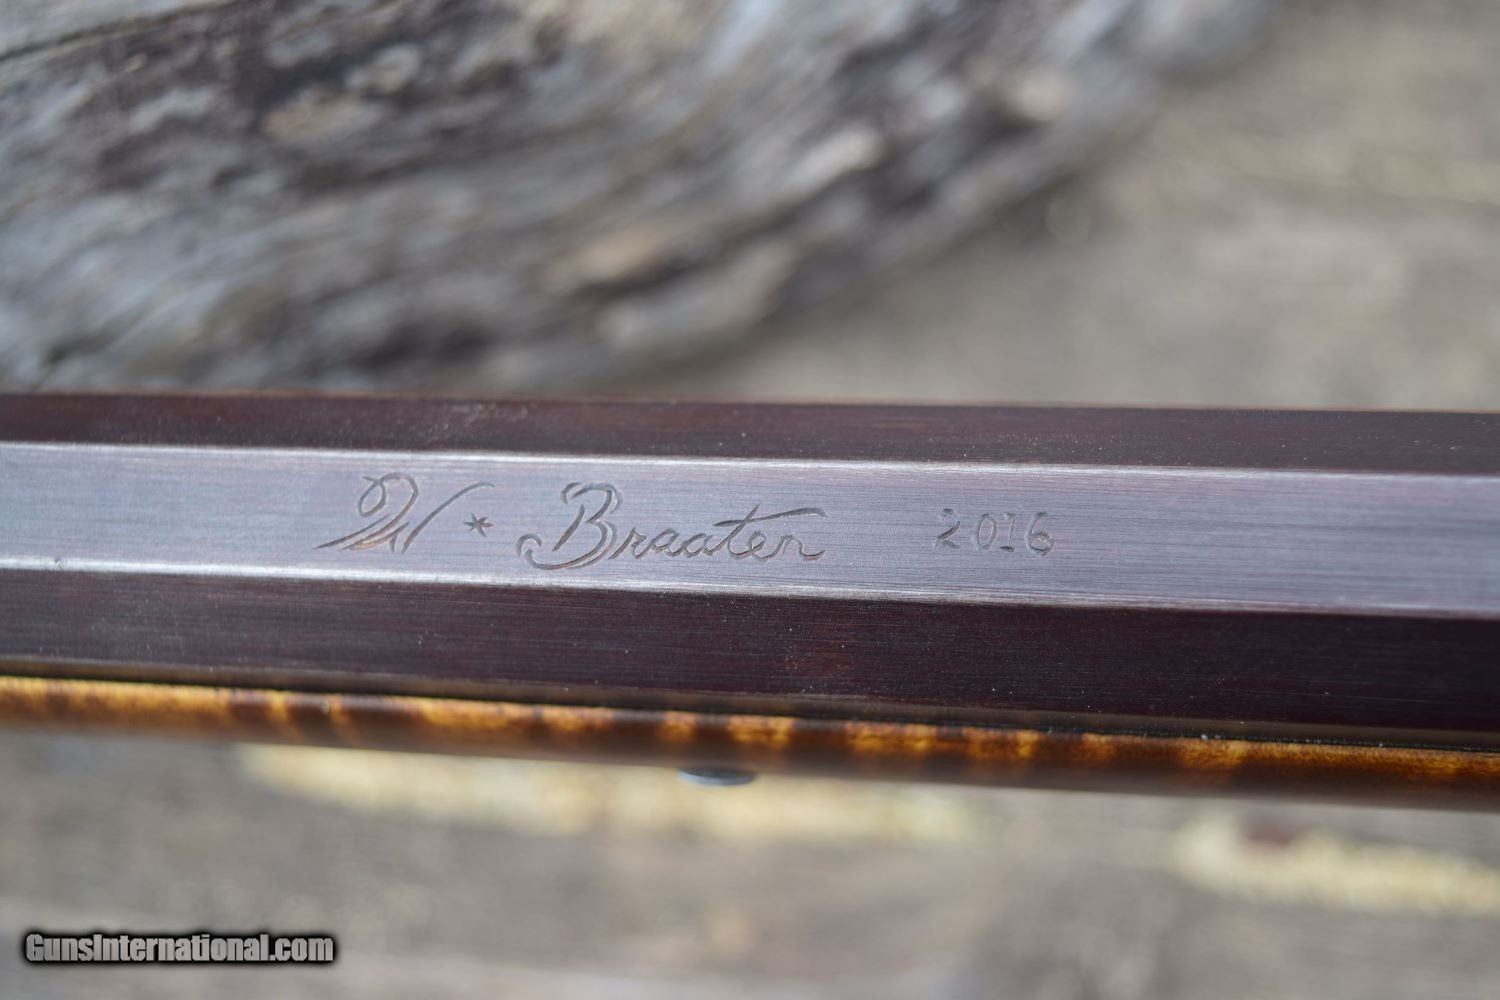 W * Braaten 2016
GunsInternational.com